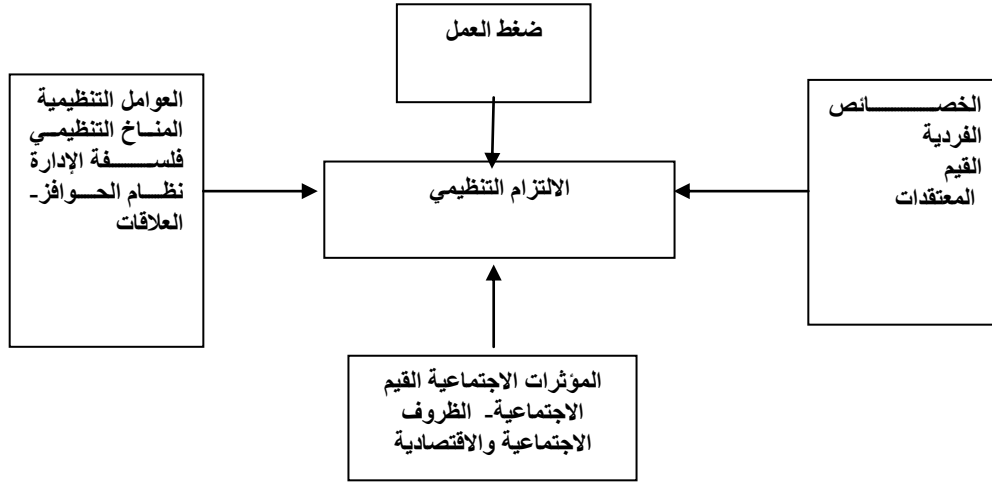 ضغط العمل
الخصائص
الفردية
القيم
المعتقدات
العوامل التنظيمية
المناخ التنظيمي
فلسفة الإدارة
نظام الحوافز-
العلاقات
الالتزام التنظيمي
المؤثرات الاجتماعية القيم
الاجتماعية- الظروف
الاجتماعية والاقتصادية